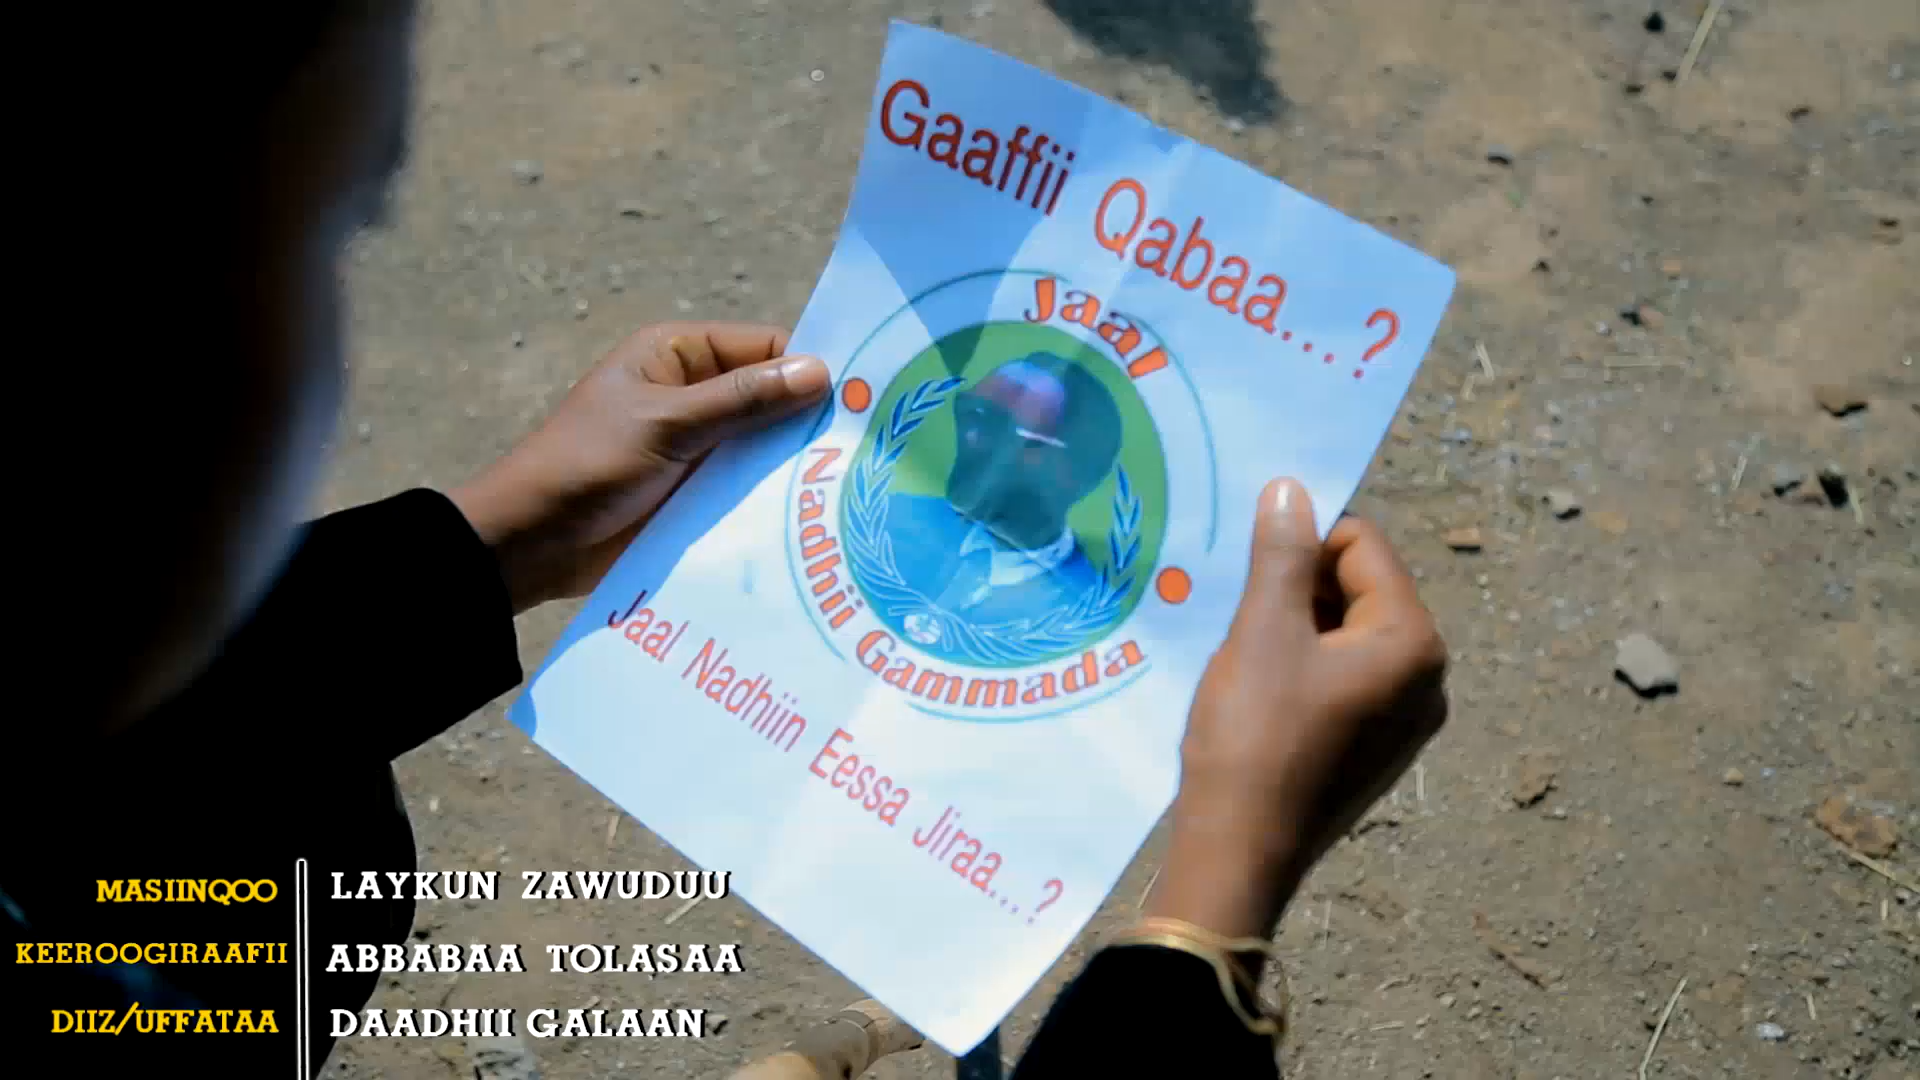 Gaaffii Qabaa...?
Jaal
Nadhii Gammada
Jaal Nadhiin Eessa Jiraa...?
MASIINQOO LAYKUN ZAWUDUU
KEEROOGIRAAFII ABBABAA TOLASAA
DIIZ/UFFATAA DAADHII GALAAN